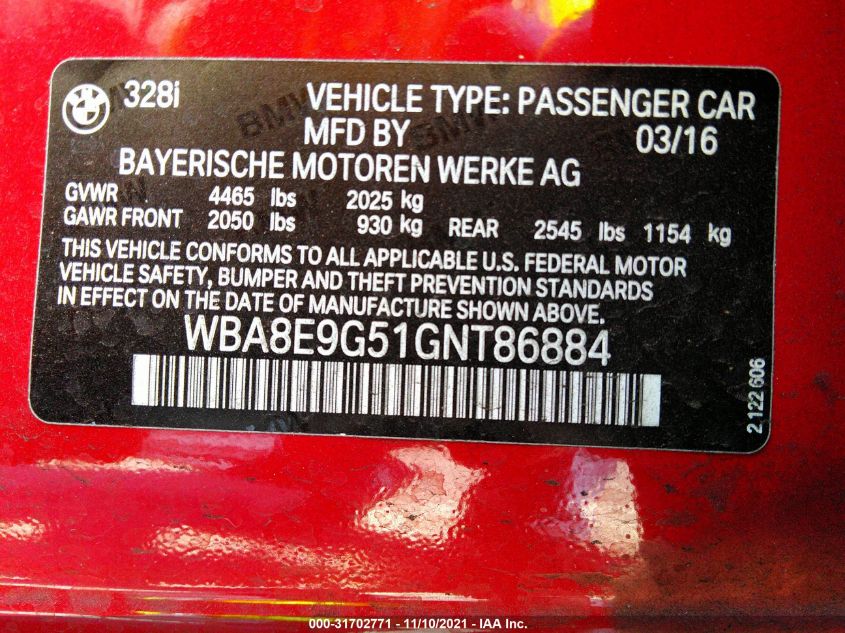 328i VEHICLE TYPE: PASSENGER CAR
MFD BY 03/16
BAYERISCHE MOTOREN WERKE AG
GVWR 4465 lbs 2025 kg
GAWR FRONT 2050 lbs 930 kg REAR 2545 lbs 1154 kg
THIS VEHICLE CONFORMS TO ALL APPLICABLE U.S. FEDERAL MOTOR
VEHICLE SAFETY, BUMPER AND THEFT PREVENTION STANDARDS
IN EFFECT ON THE DATE OF MANUFACTURE SHOWN ABOVE.
WBA8E9G51GNT86884
2 122 606
000-31702771 - 11/10/2021 - IAA Inc.